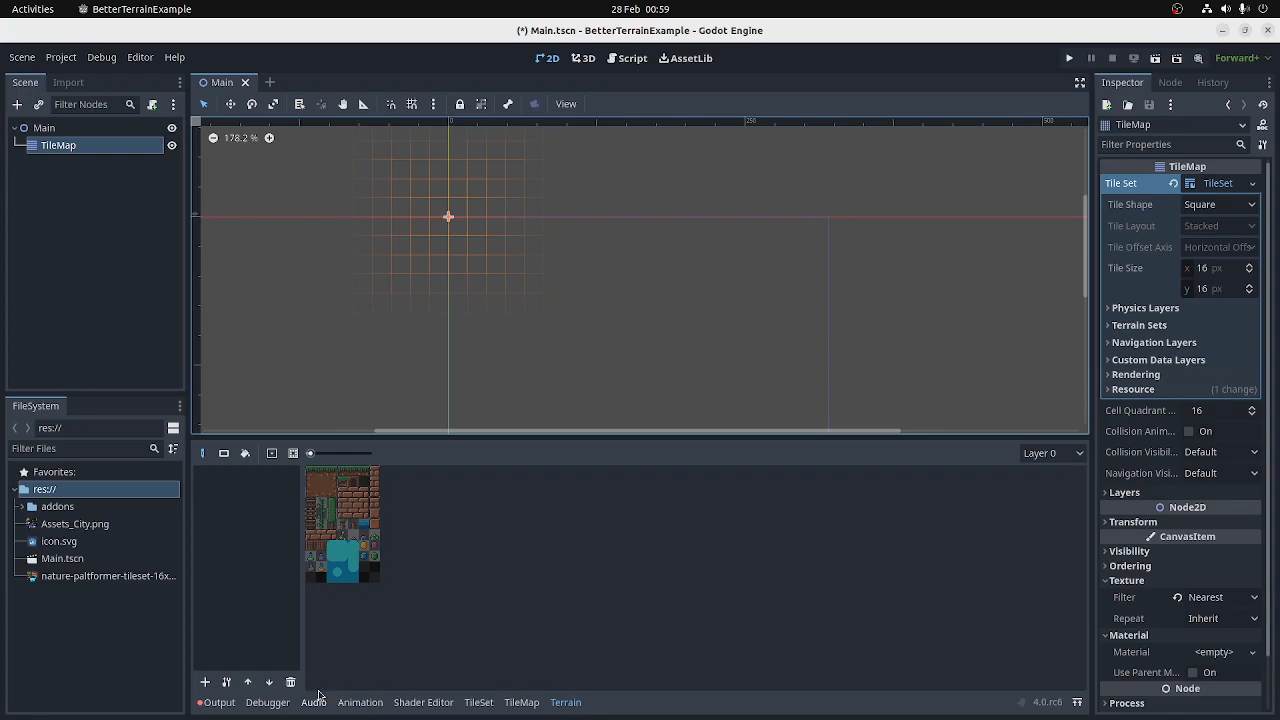 Activities
BetterTerrainExample
28 Feb 00:59
(*) Main.tscn - BetterTerrainExample - Godot Engine
Scene Project Debug Editor Help
2D 3D Script AssetLib
Forward+
Scene Import
Main
Inspector Node History
Filter Nodes
View
TileMap
Filter Properties
Main
TileMap
178.2 %
0 250 500
0
TileMap
Tile Set TileSet
Tile Shape Square
Tile Layout Stacked
Tile Offset Axis Horizontal Offs
Tile Size x 16 px
y 16 px
Physics Layers
Terrain Sets
Navigation Layers
Custom Data Layers
Rendering
Resource (1 change)
Cell Quadrant ... 16
Collision Anim... On
Collision Visibil... Default
Navigation Visi... Default
Layers
Node2D
Transform
CanvasItem
Visibility
Ordering
Texture
Filter Nearest
Repeat Inherit
Material
Material <empty>
Use Parent M... On
Node
Process
FileSystem
res://
Filter Files
Favorites:
res://
addons
Assets_City.png
icon.svg
Main.tscn
nature-paltformer-tileset-16x...
Layer 0
Output Debugger Audio Animation Shader Editor TileSet TileMap Terrain
4.0.rc6